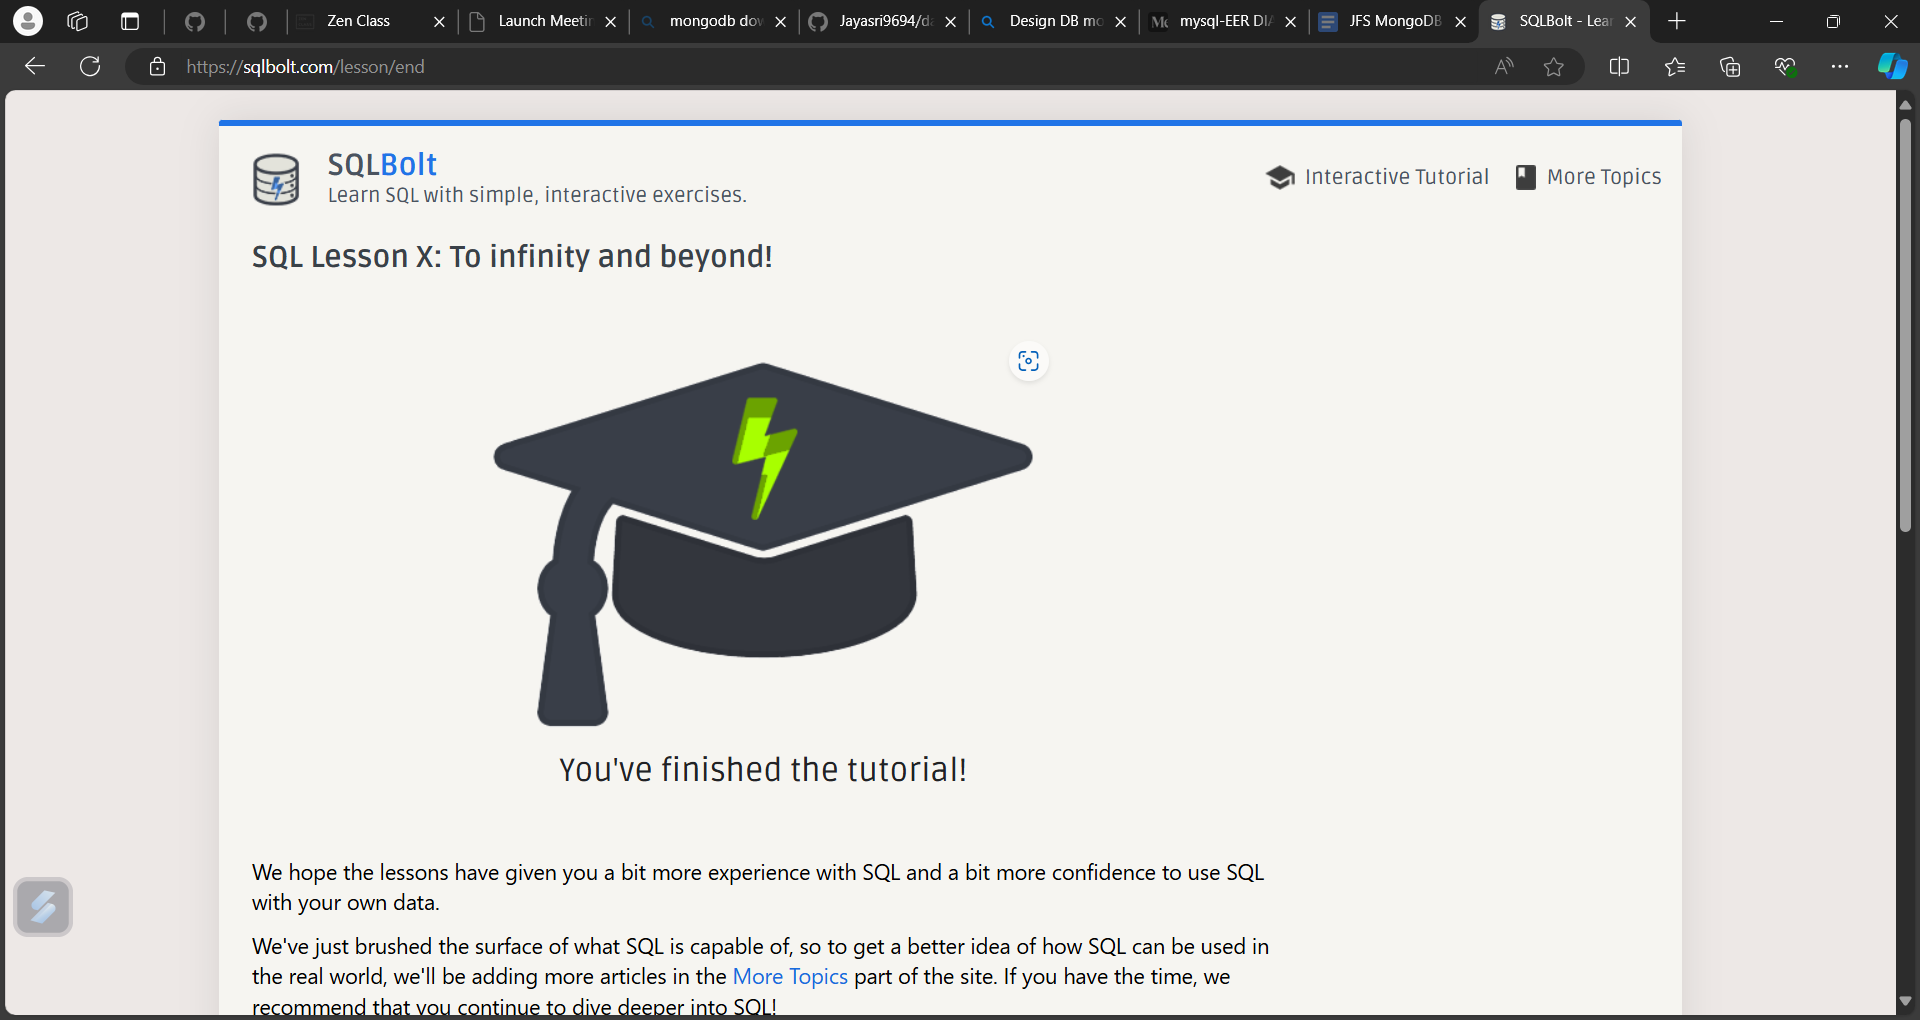 Zen Class
Launch Meetin
mongodb dow
Jayasri9694/da
Design DB mo
mysql-EER DIA
JFS MongoDB
SQLBolt - Lear
https://sqlbolt.com/lesson/end
SQLBolt
Learn SQL with simple, interactive exercises.
Interactive Tutorial
More Topics
SQL Lesson X: To infinity and beyond!
You've finished the tutorial!
We hope the lessons have given you a bit more experience with SQL and a bit more confidence to use SQL
with your own data.
We've just brushed the surface of what SQL is capable of, so to get a better idea of how SQL can be used in
the real world, we'll be adding more articles in the More Topics part of the site. If you have the time, we
recommend that you continue to dive deeper into SQL!